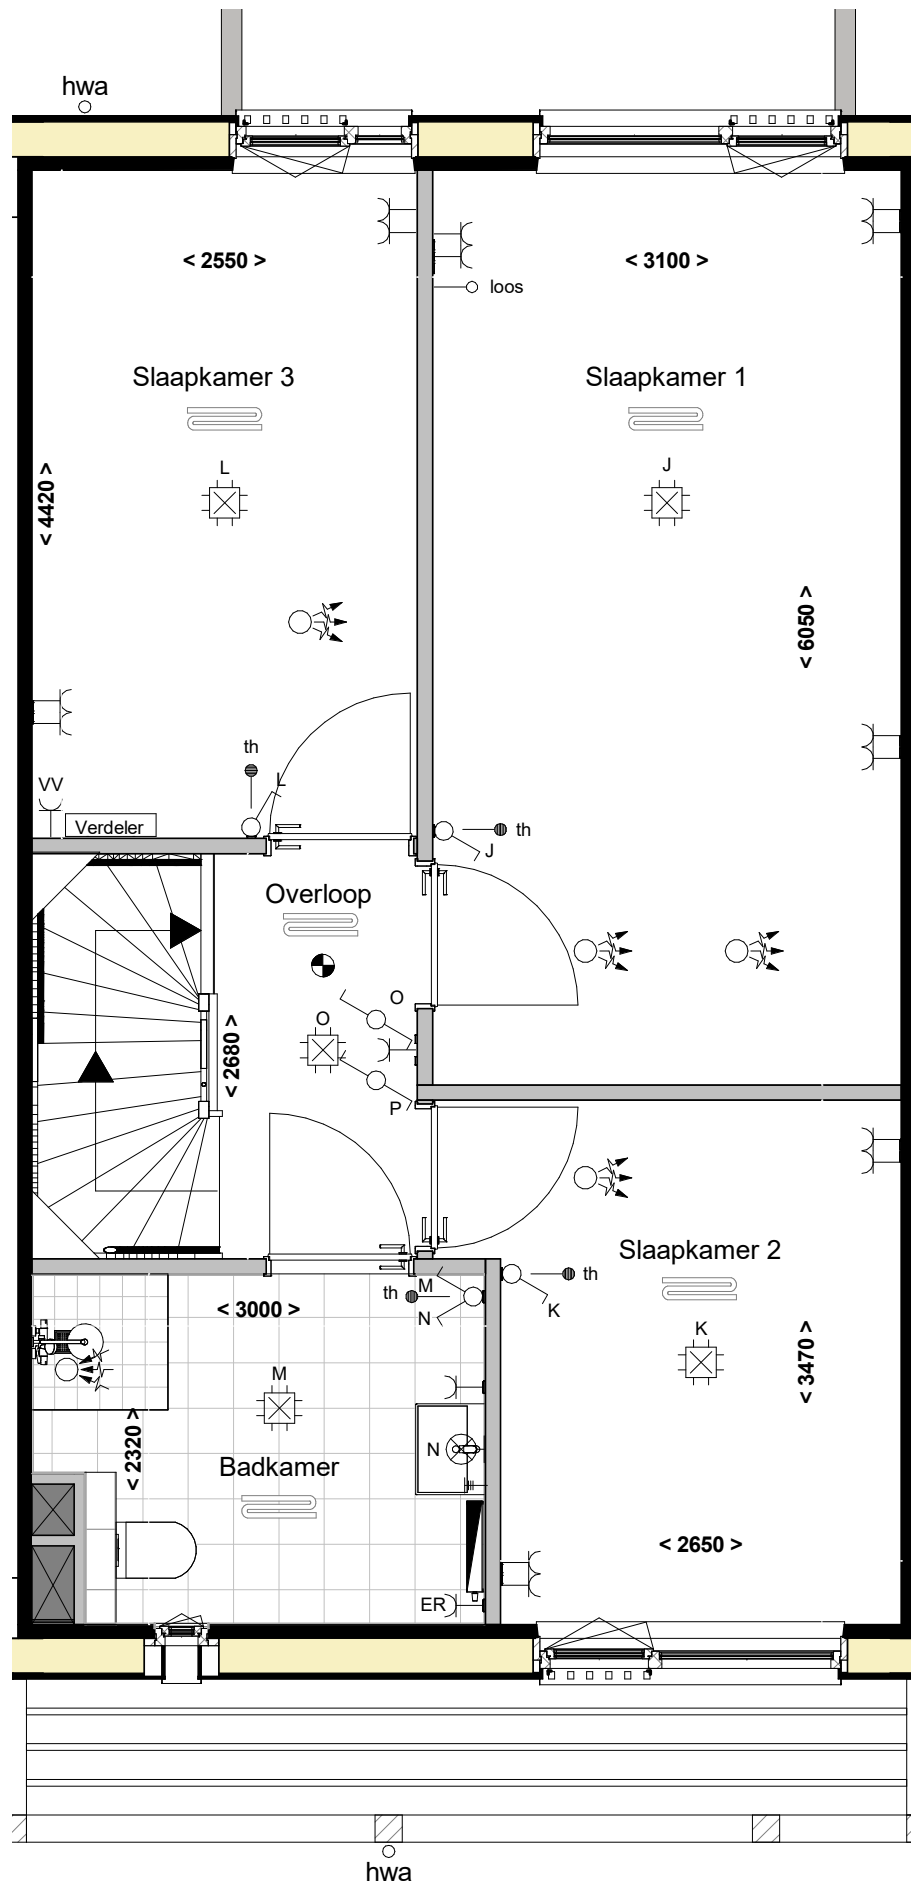 hwa
< 2550 >
< 3100 >
loos
Slaapkamer 3
Slaapkamer 1
L
J
< 4420 >
< 6050 >
th
L
VV
Verdeler
th
J
Overloop
O
O
< 2680 >
P
Slaapkamer 2
M
th
th
N
K
< 3000 >
K
< 3470 >
M
< 2320 >
N
Badkamer
< 2650 >
ER
hwa